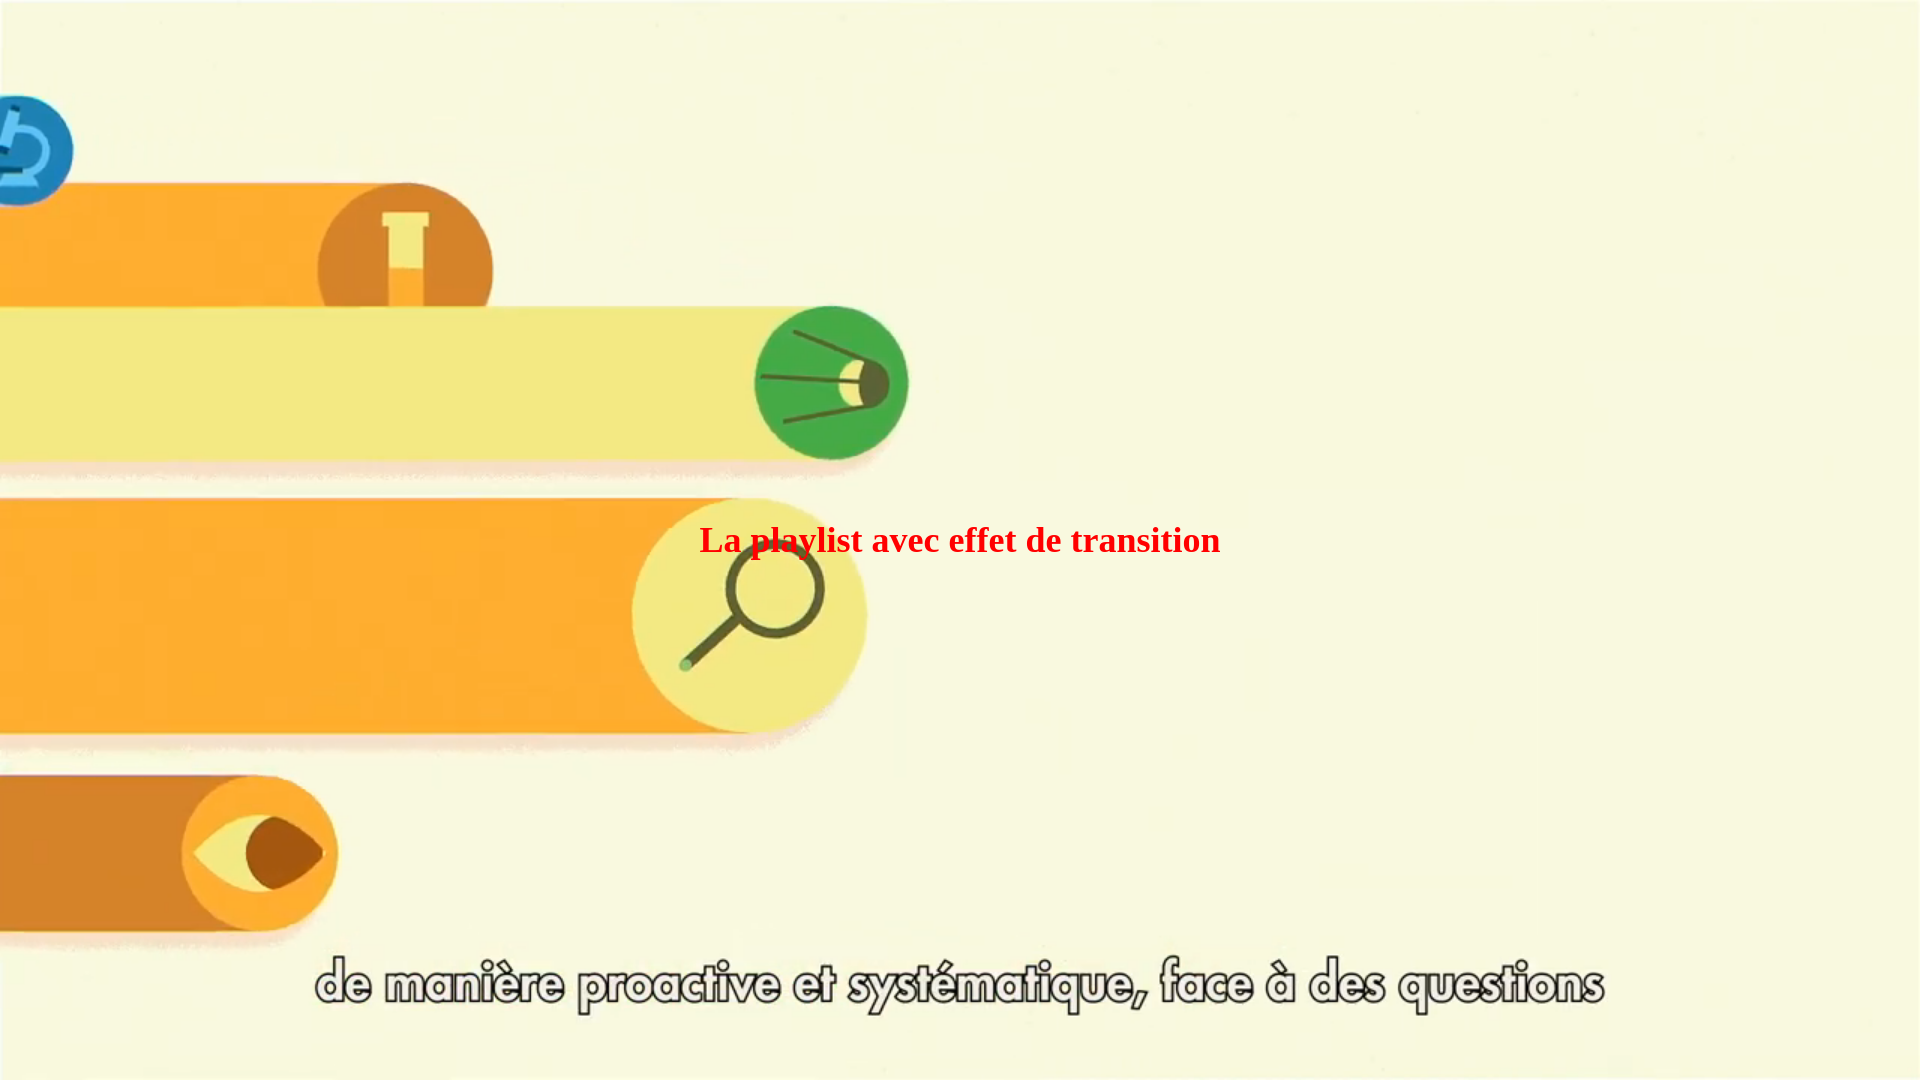 La playlist avec effet de transition
de manière proactive et systématique, face à des questions